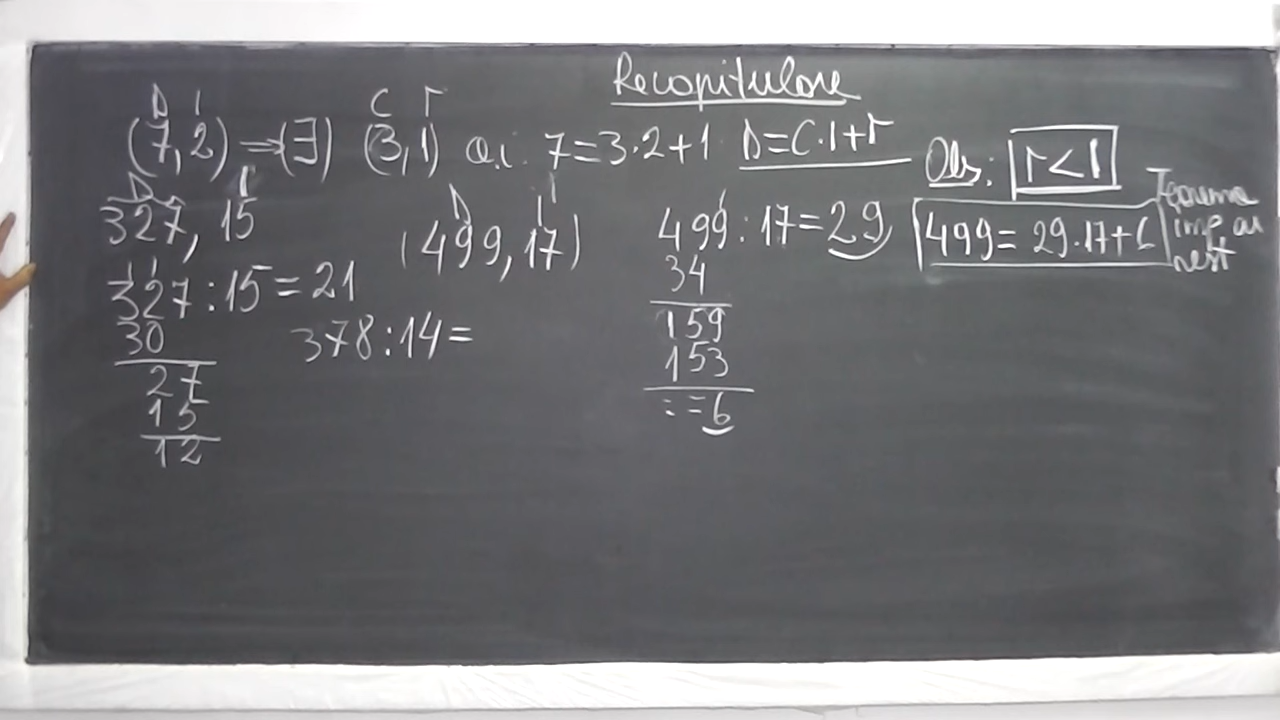 Recapitulare
D Î C r
(7,2) ⇒ (∃) (3,1) a.î. 7=3·2+1 D=C·Î+r
Obs: r<Î
D Î
327, 15
D Î
(499,17)
499:17=29
34
159
153
==6
499= 29·17+6
Teorema
imp cu
rest
327:15=21
30
27
15
12
378:14=